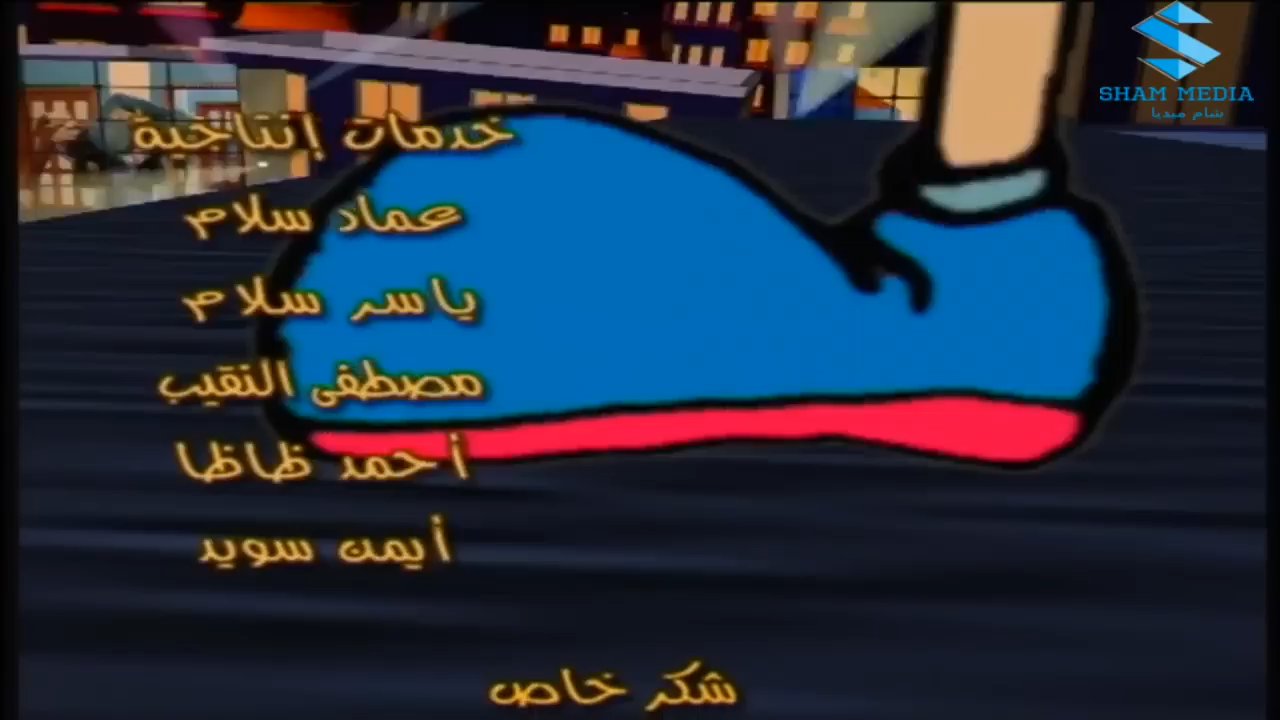 SHAM MEDIA
شام ميديا
خدمات إنتاجية
عماد سلام
ياسر سلام
مصطفى النقيب
أحمد ظاظا
أيمن سويد
شكر خاص